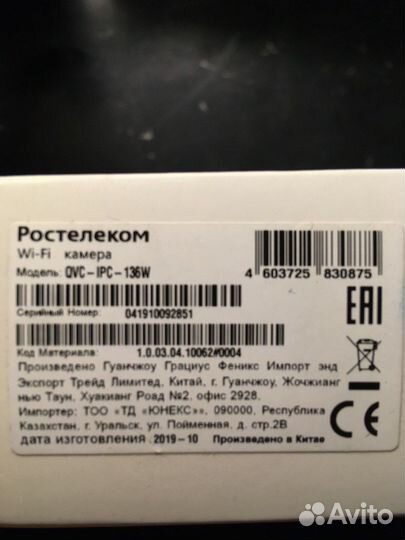 Ростелеком
Wi-Fi камера
Модель: QVC-IPC-136W
4 603725 830875
Серийный Номер: 041910092851
EAC
Код Материала: 1.0.03.04.10062#0004
Произведено Гуанчжоу Грациус Феникс Импорт энд
Экспорт Трейд Лимитед, Китай, г. Гуанчжоу, Жочжианг
нью Таун, Хуакианг Роад №2, офис 2928.
Импортер: ТОО «ТД «ЮНЕКС»», 090000, Республика
Казахстан, г. Уральск, ул. Пойменная, д. стр.2В
дата изготовления 2019-10 Произведено в Китае
CE
Avito